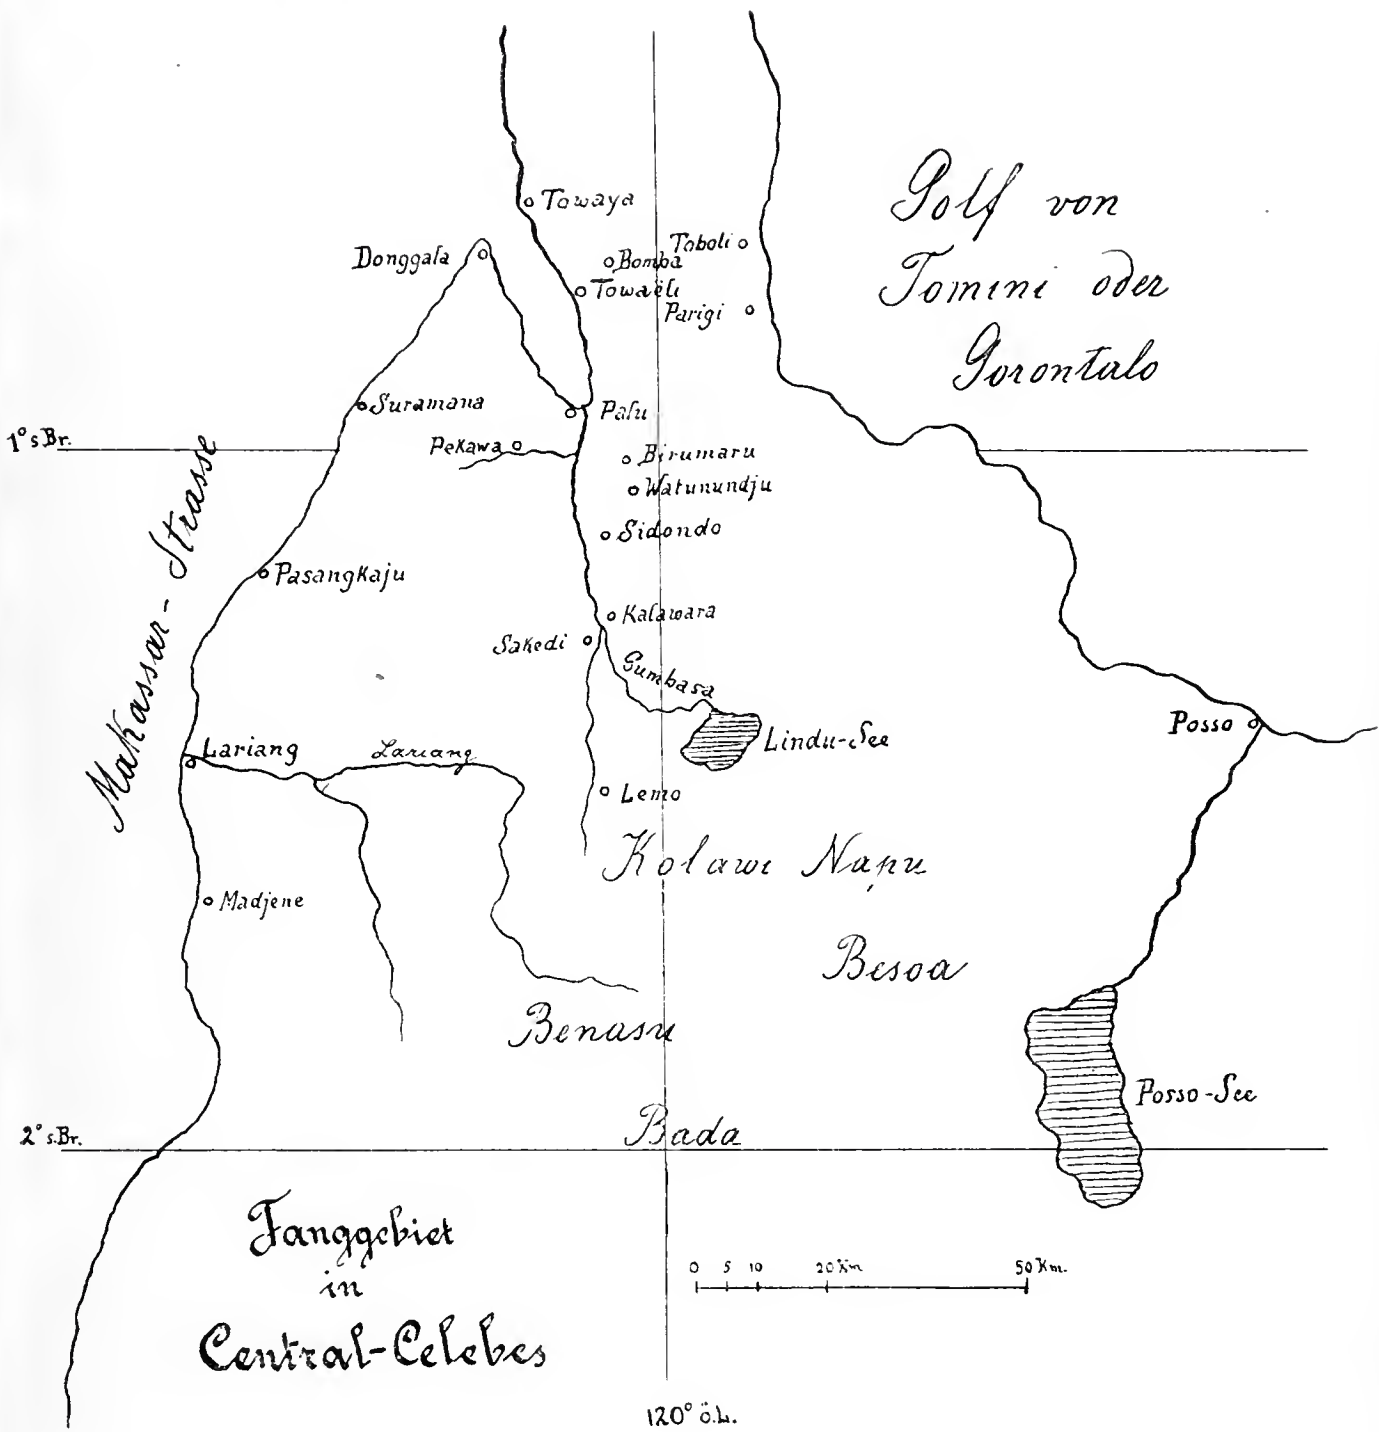 Towaya
Golf von
Toboli
Donggala
Bomba
Tomini oder
Towaëli
Parigi
Gorontalo
Suramana
Palu
1° s.Br.
Pekawa
Birumaru
Watunundju
Makassar-Strasse
Sidondo
Pasangkaju
Kalawara
Sakedi
Gumbasa
Posso
Lindu-See
Lariang
Lariang
Lemo
Kolawi Napu
Madjene
Besoa
Benasu
Posso-See
Bada
2° s.Br.
Fanggebiet
in
Central-Celebes
0 5 10 20 Km 50 Km.
120° ö.L.